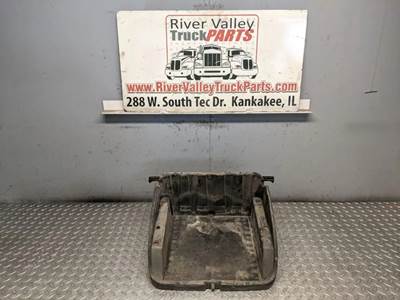 River Valley
TruckPARTS
www.RiverValleyTruckParts.com
288 W. South Tec Dr. Kankakee, IL